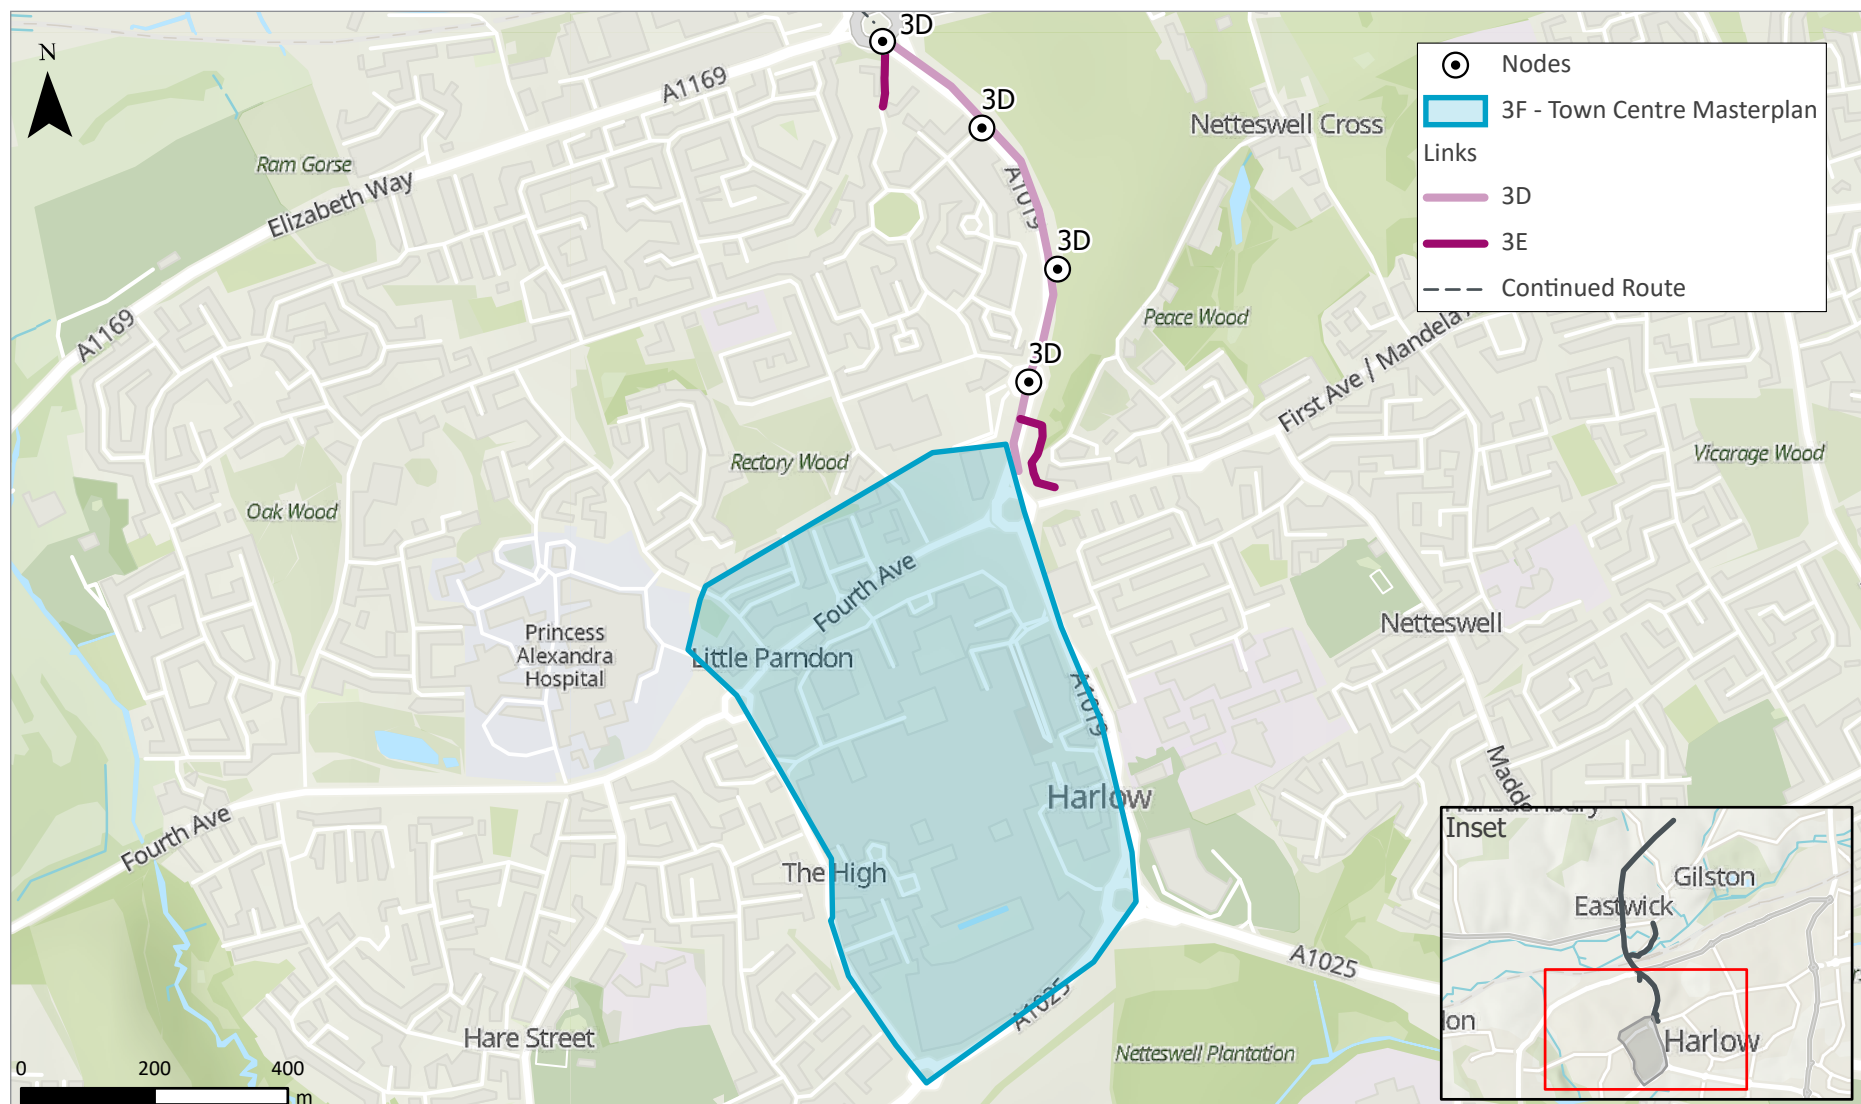 3D
N
Nodes
A1169
3D
3F - Town Centre Masterplan
Netteswell Cross
Links
Ram Gorse
3D
Elizabeth Way
A1019
3D
3E
Continued Route
A1169
Peace Wood
3D
First Ave / Mandela
Rectory Wood
Vicarage Wood
Oak Wood
Fourth Ave
Netteswell
Princess
Alexandra
Hospital
Little Parndon
A1019
Harlow
Maddo
Fourth Ave
The High
Inset
Gilston
Eastwick
A1025
A1025
Hare Street
Netteswell Plantation
Harlow
0 200 400
m